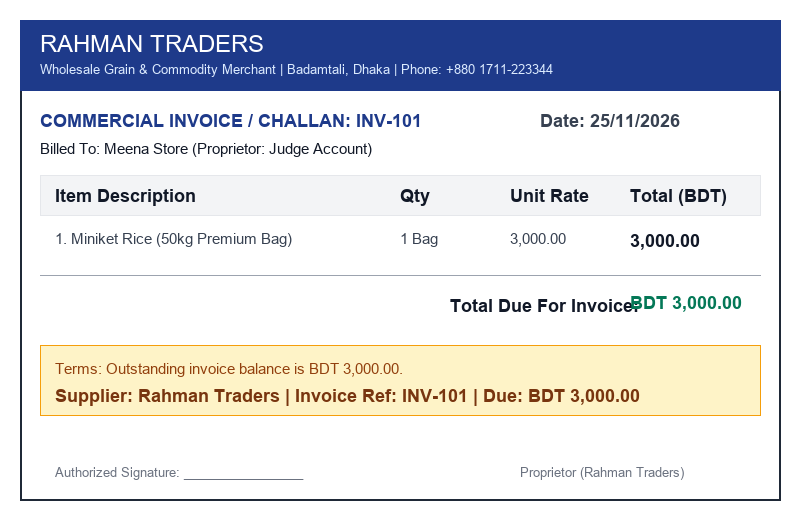 RAHMAN TRADERS
Wholesale Grain & Commodity Merchant | Badamtali, Dhaka | Phone: +880 1711-223344
COMMERCIAL INVOICE / CHALLAN: INV-101 Date: 25/11/2026
Billed To: Meena Store (Proprietor: Judge Account)
Item Description Qty Unit Rate Total (BDT)
1. Miniket Rice (50kg Premium Bag) 1 Bag 3,000.00 3,000.00
Total Due For Invoice: BDT 3,000.00
Terms: Outstanding invoice balance is BDT 3,000.00.
Supplier: Rahman Traders | Invoice Ref: INV-101 | Due: BDT 3,000.00
Authorized Signature: ________________ Proprietor (Rahman Traders)